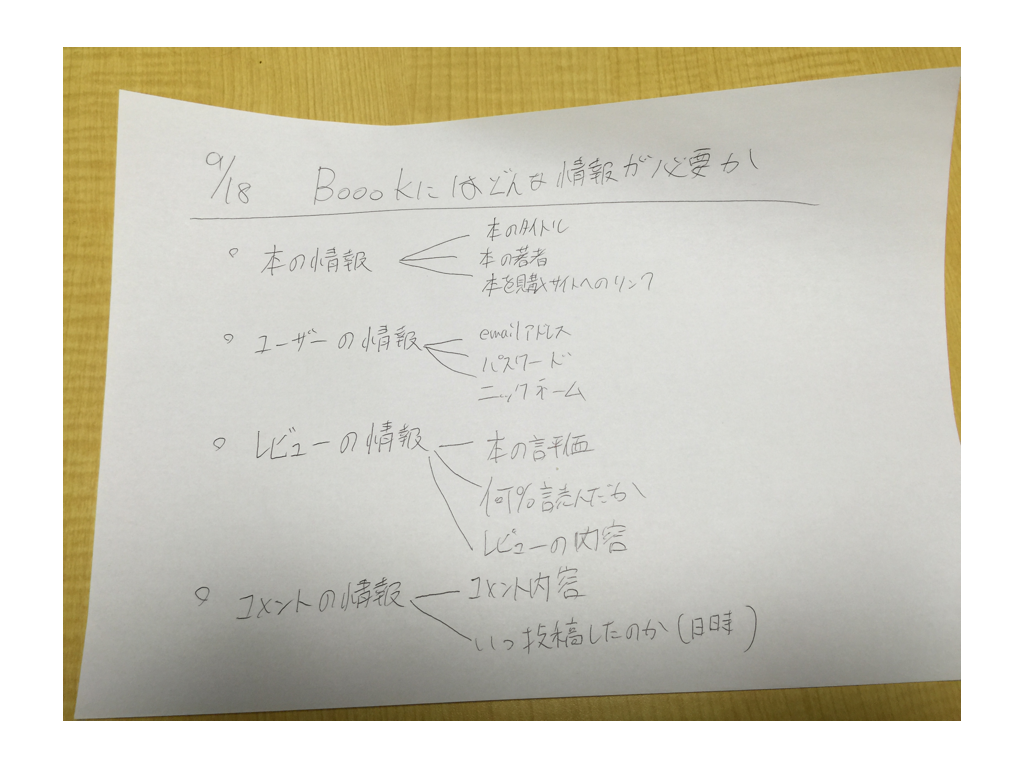 9/18 Boookにはどんな情報が必要か
○ 本の情報
本のタイトル
本の著者
本を購入サイトへのリンク
○ ユーザーの情報
emailアドレス
パスワード
ニックネーム
○ レビューの情報
本の評価
何%読んだか
レビューの内容
○ コメントの情報
コメント内容
いつ投稿したのか(日時)